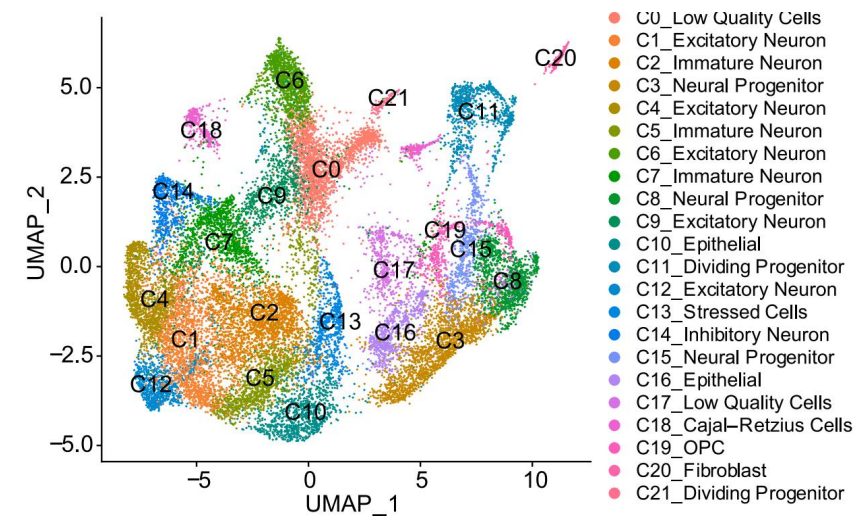 C0_Low Quality Cells
C1_Excitatory Neuron
C2_Immature Neuron
C3_Neural Progenitor
C4_Excitatory Neuron
C5_Immature Neuron
C6_Excitatory Neuron
C7_Immature Neuron
C8_Neural Progenitor
C9_Excitatory Neuron
C10_Epithelial
C11_Dividing Progenitor
C12_Excitatory Neuron
C13_Stressed Cells
C14_Inhibitory Neuron
C15_Neural Progenitor
C16_Epithelial
C17_Low Quality Cells
C18_Cajal–Retzius Cells
C19_OPC
C20_Fibroblast
C21_Dividing Progenitor
UMAP_2
5.0
2.5
0.0
−2.5
−5.0
C20
C6
C21
C11
C18
C0
C14
C9
C19
C7
C15
C17
C8
C4
C2
C13
C1
C16
C3
C12
C5
C10
−5
0
5
10
UMAP_1